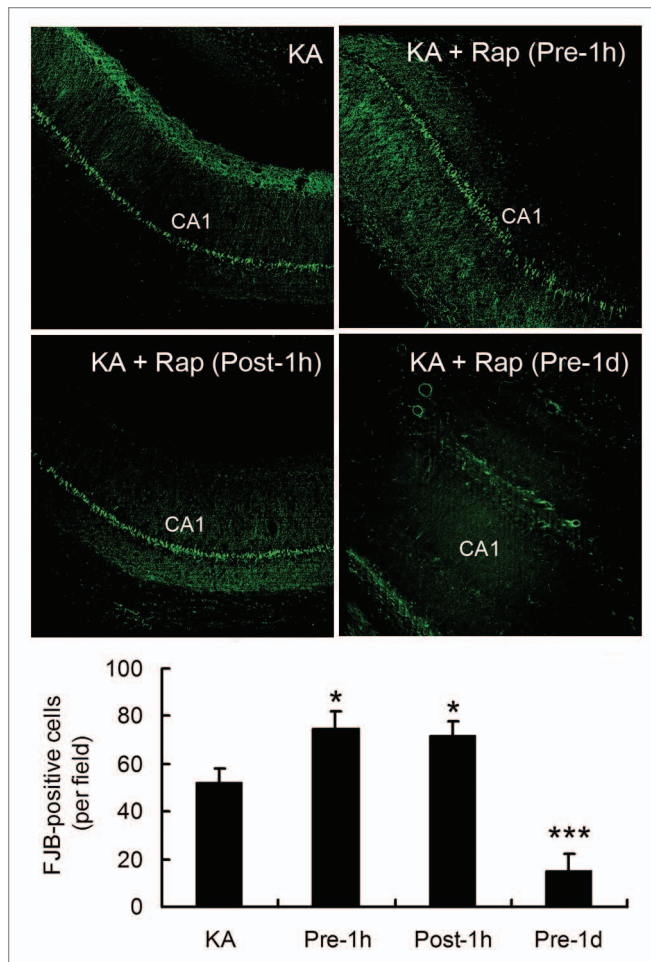 KA
CA1
KA + Rap (Pre-1h)
CA1
KA + Rap (Post-1h)
CA1
KA + Rap (Pre-1d)
CA1
FJB-positive cells
(per field)
100
80
60
40
20
0
*
*
***
KA
Pre-1h
Post-1h
Pre-1d